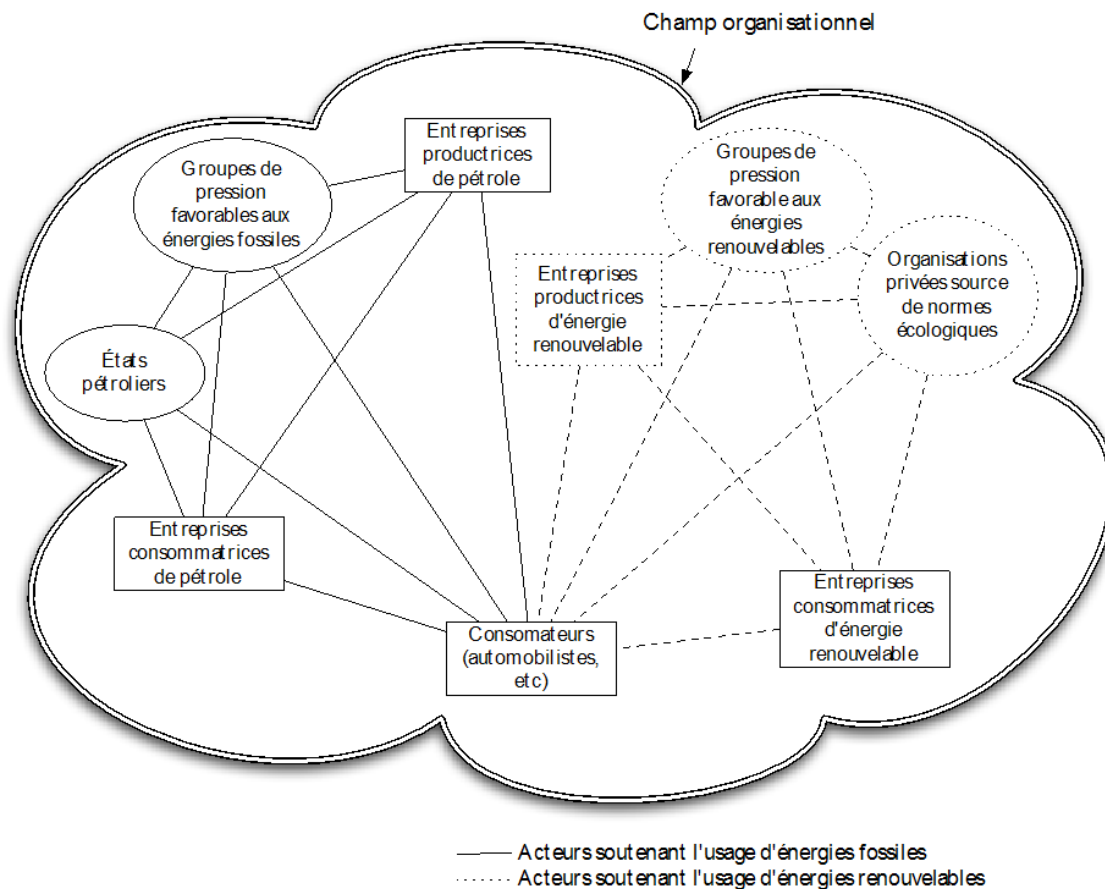 Champ organisationnel
Entreprises
productrices
de pétrole
Groupes de
pression
favorables aux
énergies fossiles
Groupes de
pression
favorable aux
énergies
renouvelables
Organisations
privées source
de normes
écologiques
Entreprises
productrices
d'énergie
renouvelable
États
pétroliers
Entreprises
consommatrices
de pétrole
Consomateurs
(automobilistes,
etc)
Entreprises
consommatrices
d'énergie
renouvelable
Acteurs soutenant l'usage d'énergies fossiles
Acteurs soutenant l'usage d'énergies renouvelables